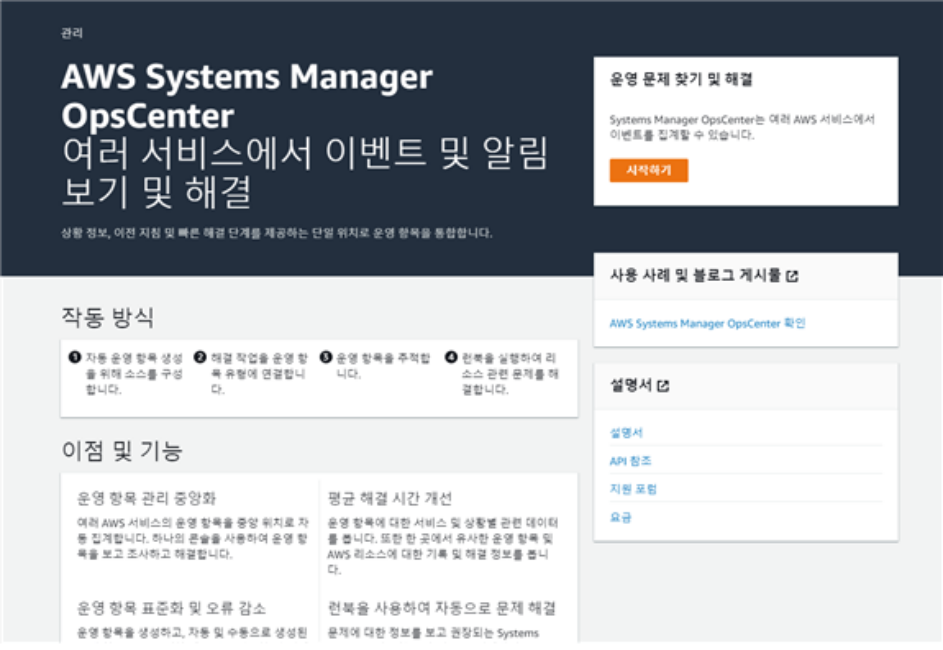 관리
AWS Systems Manager
OpsCenter
여러 서비스에서 이벤트 및 알림
보기 및 해결
상황 정보, 이전 지침 및 빠른 해결 단계를 제공하는 단일 위치로 운영 항목을 통합합니다.
운영 문제 찾기 및 해결
Systems Manager OpsCenter는 여러 AWS 서비스에서
이벤트를 집계할 수 있습니다.
시작하기
사용 사례 및 블로그 게시물
AWS Systems Manager OpsCenter 확인
설명서
설명서
API 참조
지원 포럼
요금
작동 방식
1 자동 운영 항목 생성
을 위해 소스를 구성
합니다.
2 해결 작업을 운영 항
목 유형에 연결합니
다.
3 운영 항목을 추적합
니다.
4 런북을 실행하여 리
소스 관련 문제를 해
결합니다.
이점 및 기능
운영 항목 관리 중앙화
여러 AWS 서비스의 운영 항목을 중앙 위치로 자
동 집계합니다. 하나의 콘솔을 사용하여 운영 항
목을 보고 조사하고 해결합니다.
평균 해결 시간 개선
운영 항목에 대한 서비스 및 상황별 관련 데이터
를 봅니다. 또한 한 곳에서 유사한 운영 항목 및
AWS 리소스에 대한 기록 및 해결 정보를 봅니
다.
운영 항목 표준화 및 오류 감소
운영 항목을 생성하고, 자동 및 수동으로 생성된
런북을 사용하여 자동으로 문제 해결
문제에 대한 정보를 보고 권장되는 Systems